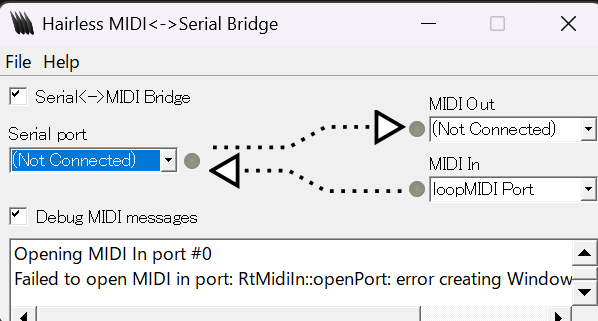 Hairless MIDI<->Serial Bridge
File Help
Serial<->MIDI Bridge
MIDI Out
Serial port
(Not Connected)
(Not Connected)
MIDI In
loopMIDI Port
Debug MIDI messages
Opening MIDI In port #0
Failed to open MIDI in port: RtMidiIn::openPort: error creating Window